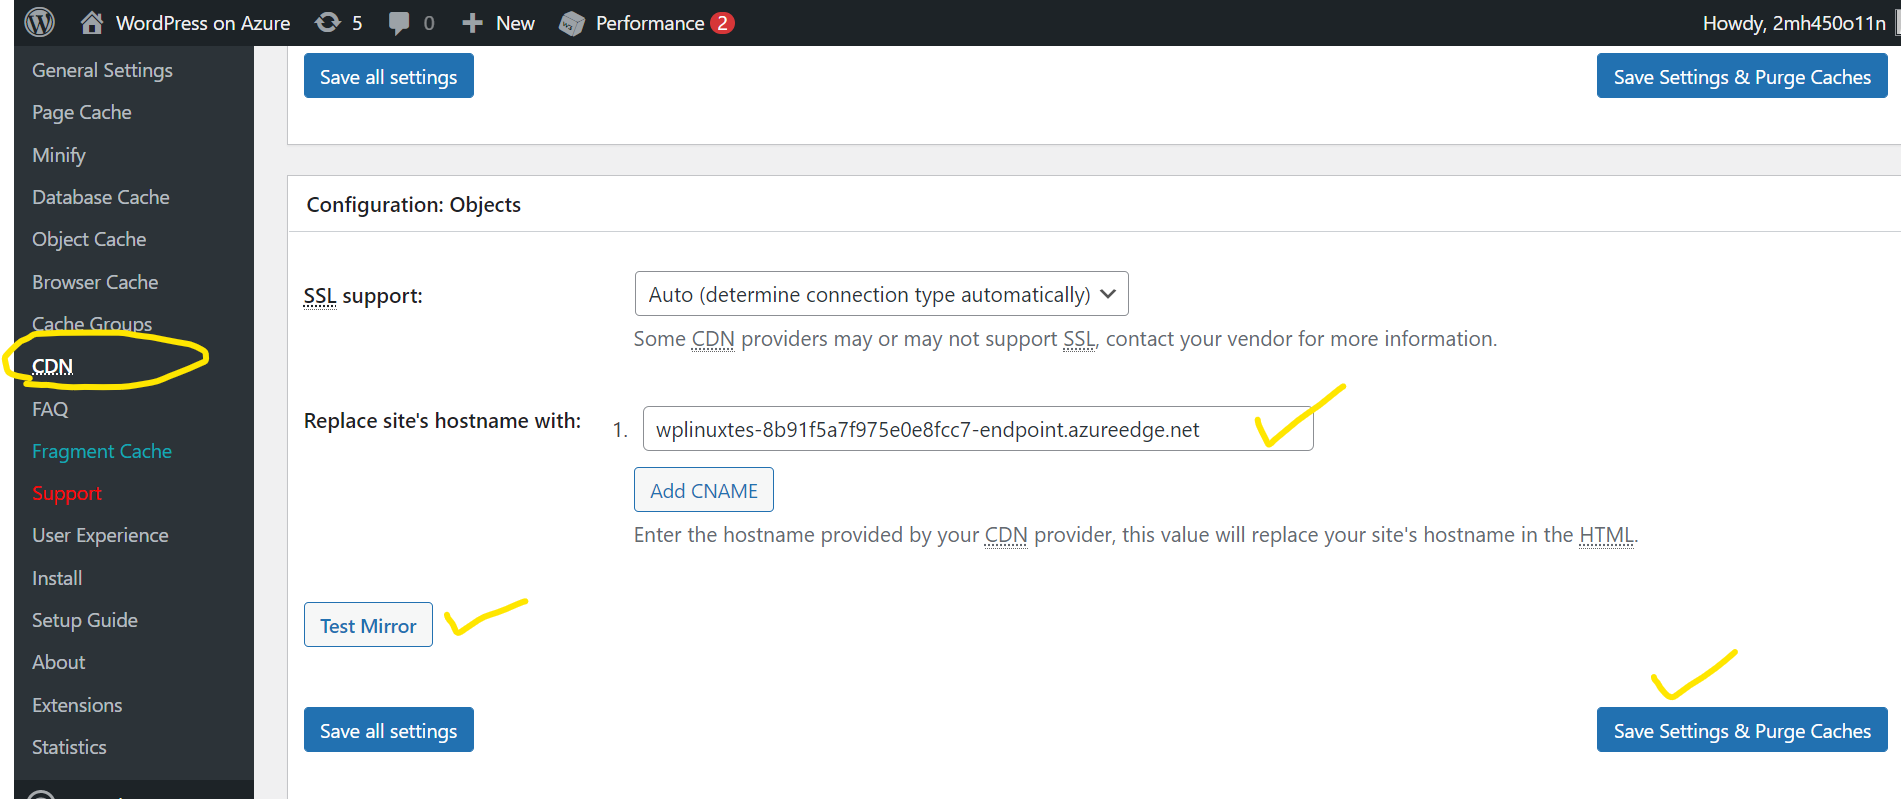 WordPress on Azure 5 0 New Performance 2 Howdy, 2mh450o11n
General Settings
Page Cache
Minify
Database Cache
Object Cache
Browser Cache
Cache Groups
CDN
FAQ
Fragment Cache
Support
User Experience
Install
Setup Guide
About
Extensions
Statistics
Save all settings Save Settings & Purge Caches
Configuration: Objects
SSL support: Auto (determine connection type automatically)
Some CDN providers may or may not support SSL, contact your vendor for more information.
Replace site's hostname with: 1. wplinuxtes-8b91f5a7f975e0e8fcc7-endpoint.azureedge.net
Add CNAME
Enter the hostname provided by your CDN provider, this value will replace your site's hostname in the HTML.
Test Mirror
Save all settings Save Settings & Purge Caches